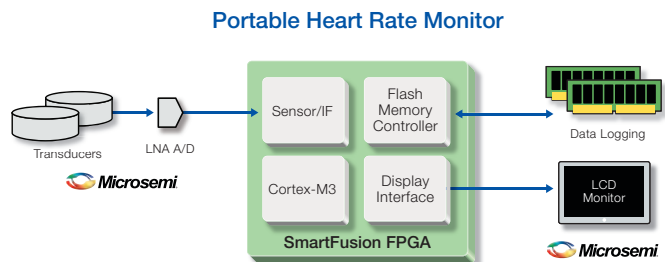 Portable Heart Rate Monitor
Transducers
LNA A/D
Microsemi
Sensor/IF
Flash
Memory
Controller
Cortex-M3
Display
Interface
SmartFusion FPGA
Data Logging
LCD
Monitor
Microsemi